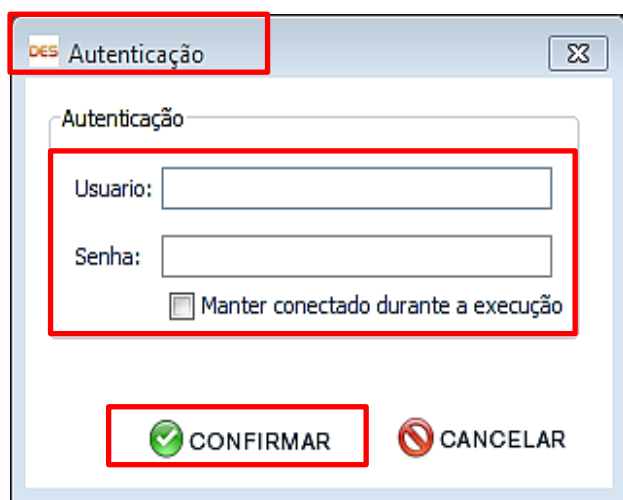 DES Autenticação
Autenticação
Usuario:
Senha:
Manter conectado durante a execução
CONFIRMAR CANCELAR